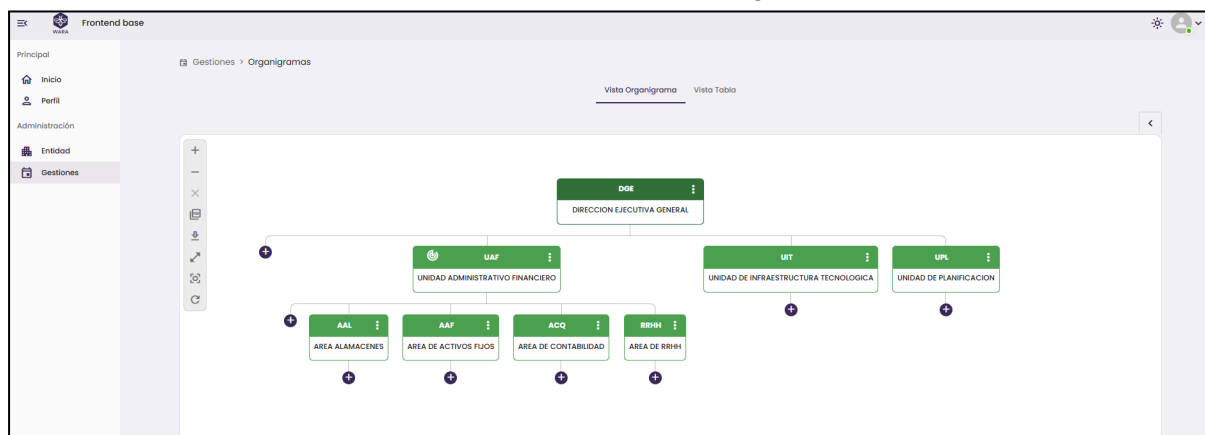 WARA
Frontend base
Principal
Inicio
Perfil
Administración
Entidad
Gestiones
Gestiones > Organigramas
Vista Organigrama Vista Tabla
DGE
DIRECCION EJECUTIVA GENERAL
UAF
UNIDAD ADMINISTRATIVO FINANCIERO
UIT
UNIDAD DE INFRAESTRUCTURA TECNOLOGICA
UPL
UNIDAD DE PLANIFICACION
AAL
AREA ALAMACENES
AAF
AREA DE ACTIVOS FIJOS
ACQ
AREA DE CONTABILIDAD
RRHH
AREA DE RRHH